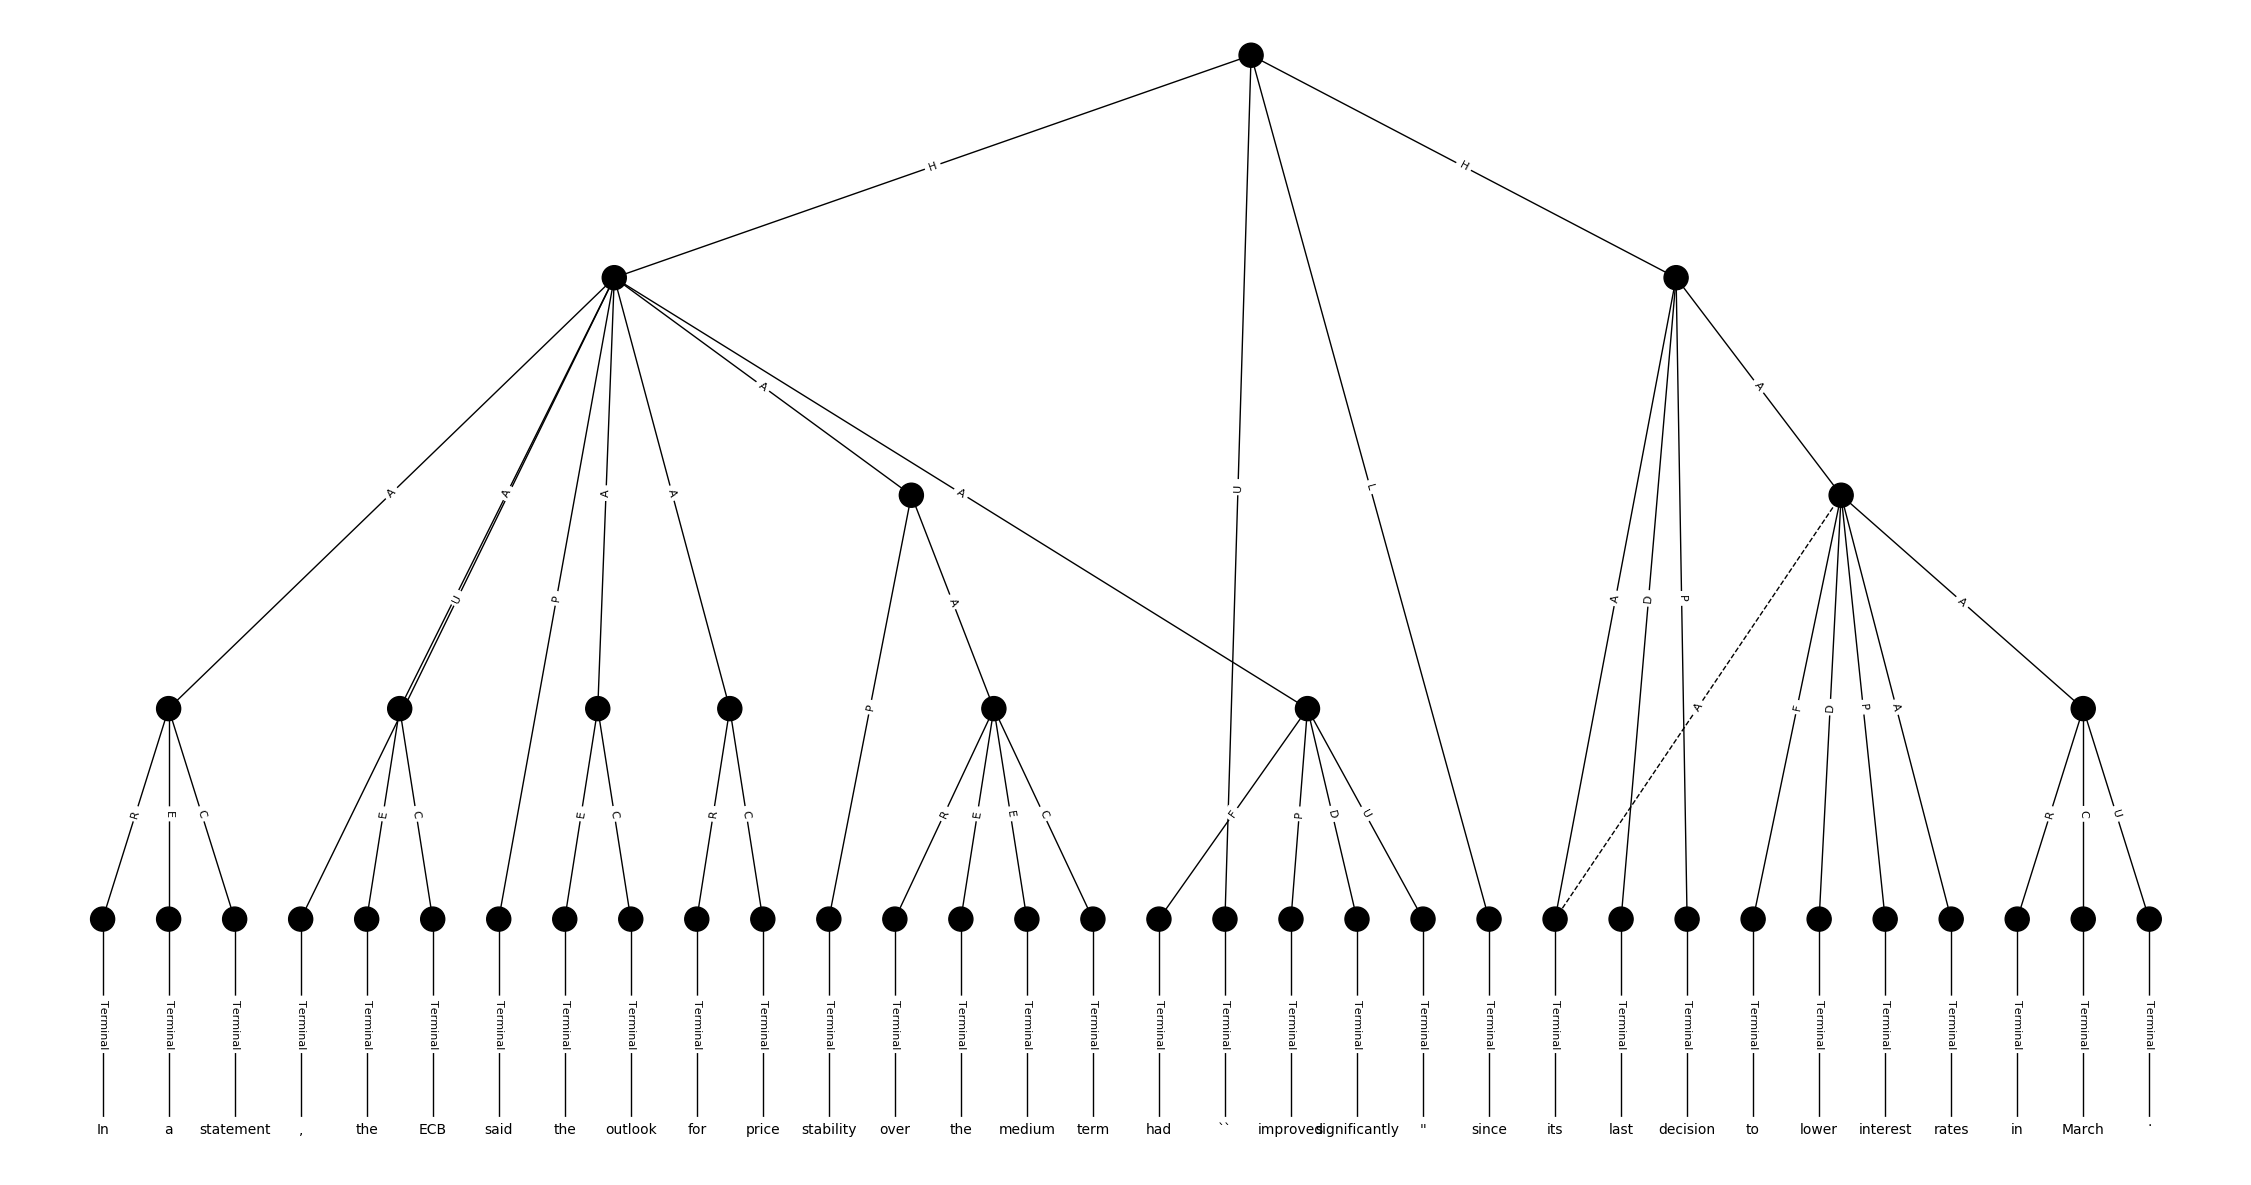 H H
A A
A U A A A A U L
U P A A D P A
P A F D P A
R E C E C E C R C R E E C F P D U R C U
Terminal Terminal Terminal Terminal Terminal Terminal Terminal Terminal Terminal Terminal Terminal Terminal Terminal Terminal Terminal Terminal Terminal Terminal Terminal Terminal Terminal Terminal Terminal Terminal Terminal Terminal Terminal Terminal Terminal Terminal Terminal Terminal
In a statement , the ECB said the outlook for price stability over the medium term had `` improved significantly " since its last decision to lower interest rates in March .